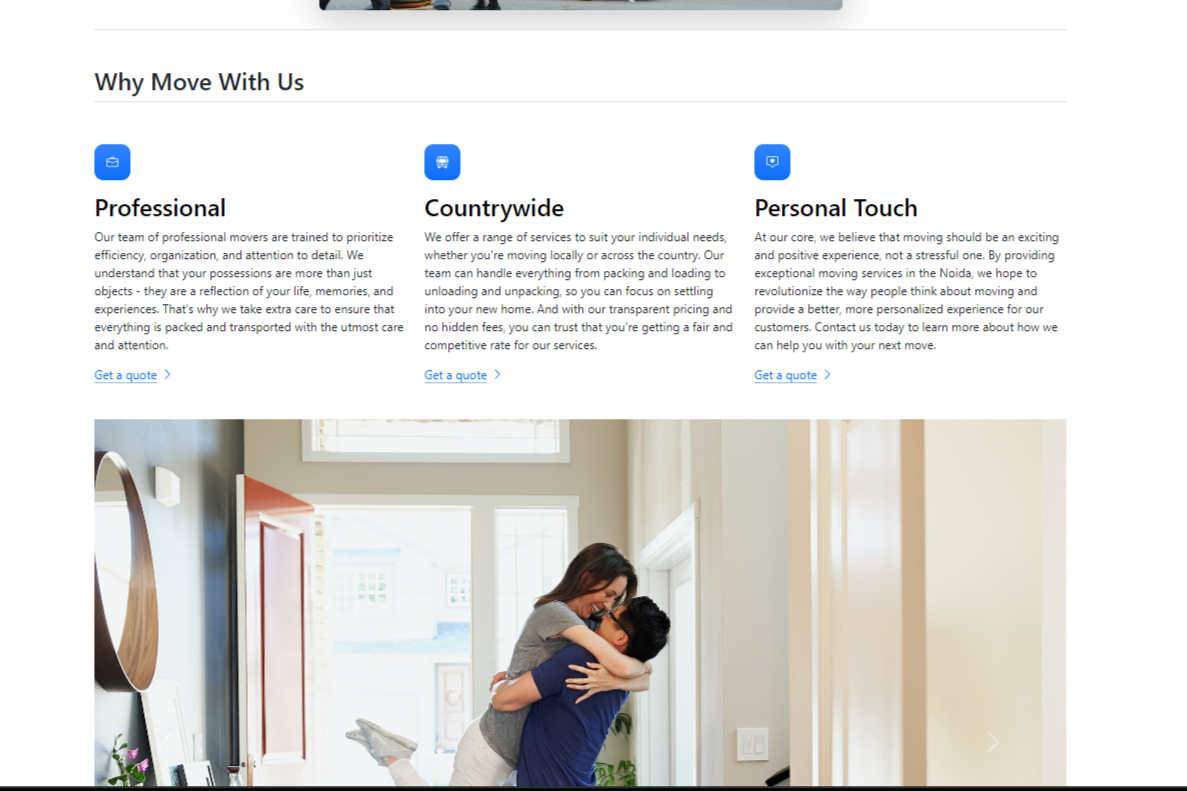 Why Move With Us
Professional
Our team of professional movers are trained to prioritize
efficiency, organization, and attention to detail. We
understand that your possessions are more than just
objects - they are a reflection of your life, memories, and
experiences. That's why we take extra care to ensure that
everything is packed and transported with the utmost care
and attention.
Get a quote
Countrywide
We offer a range of services to suit your individual needs,
whether you're moving locally or across the country. Our
team can handle everything from packing and loading to
unloading and unpacking, so you can focus on settling
into your new home. And with our transparent pricing and
no hidden fees, you can trust that you're getting a fair and
competitive rate for our services.
Get a quote
Personal Touch
At our core, we believe that moving should be an exciting
and positive experience, not a stressful one. By providing
exceptional moving services in the Noida, we hope to
revolutionize the way people think about moving and
provide a better, more personalized experience for our
customers. Contact us today to learn more about how we
can help you with your next move.
Get a quote